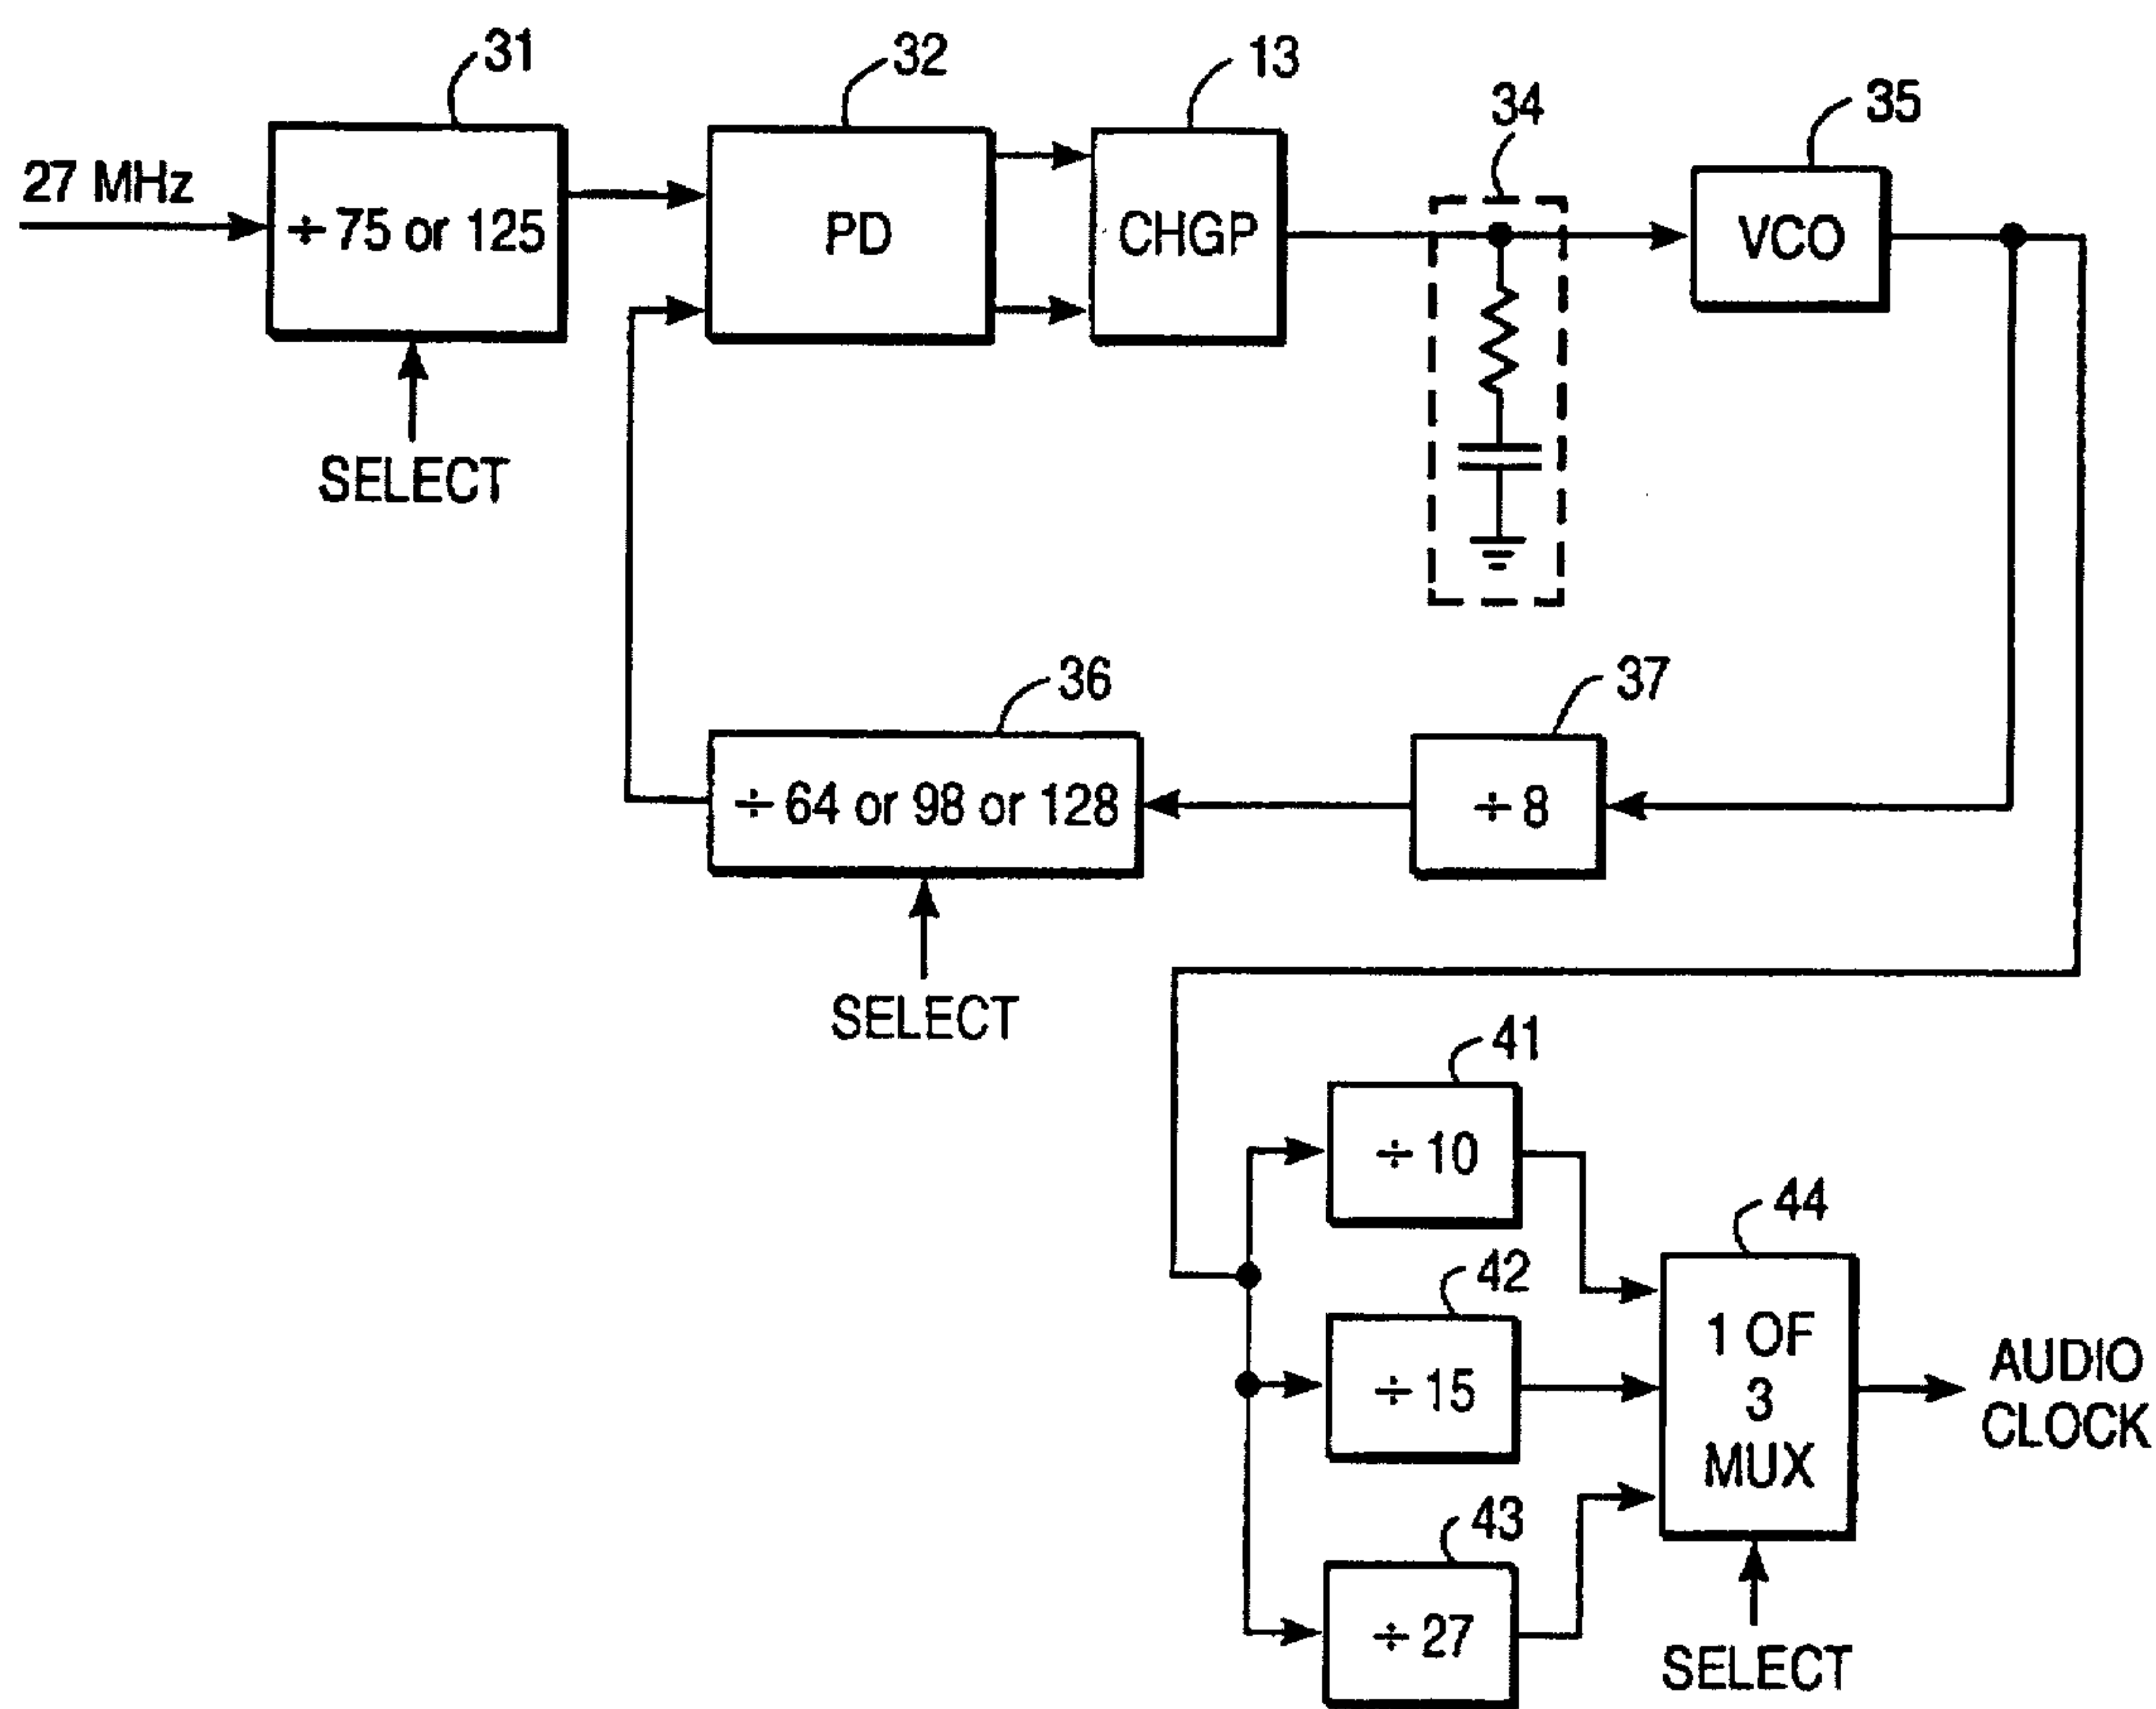 31
32
13
34
35
27 MHz
÷ 75 or 125
PD
CHGP
VCO
SELECT
36
37
÷ 64 or 98 or 128
÷ 8
SELECT
41
÷ 10
44
42
÷ 15
1 OF
3
MUX
AUDIO
CLOCK
43
÷ 27
SELECT